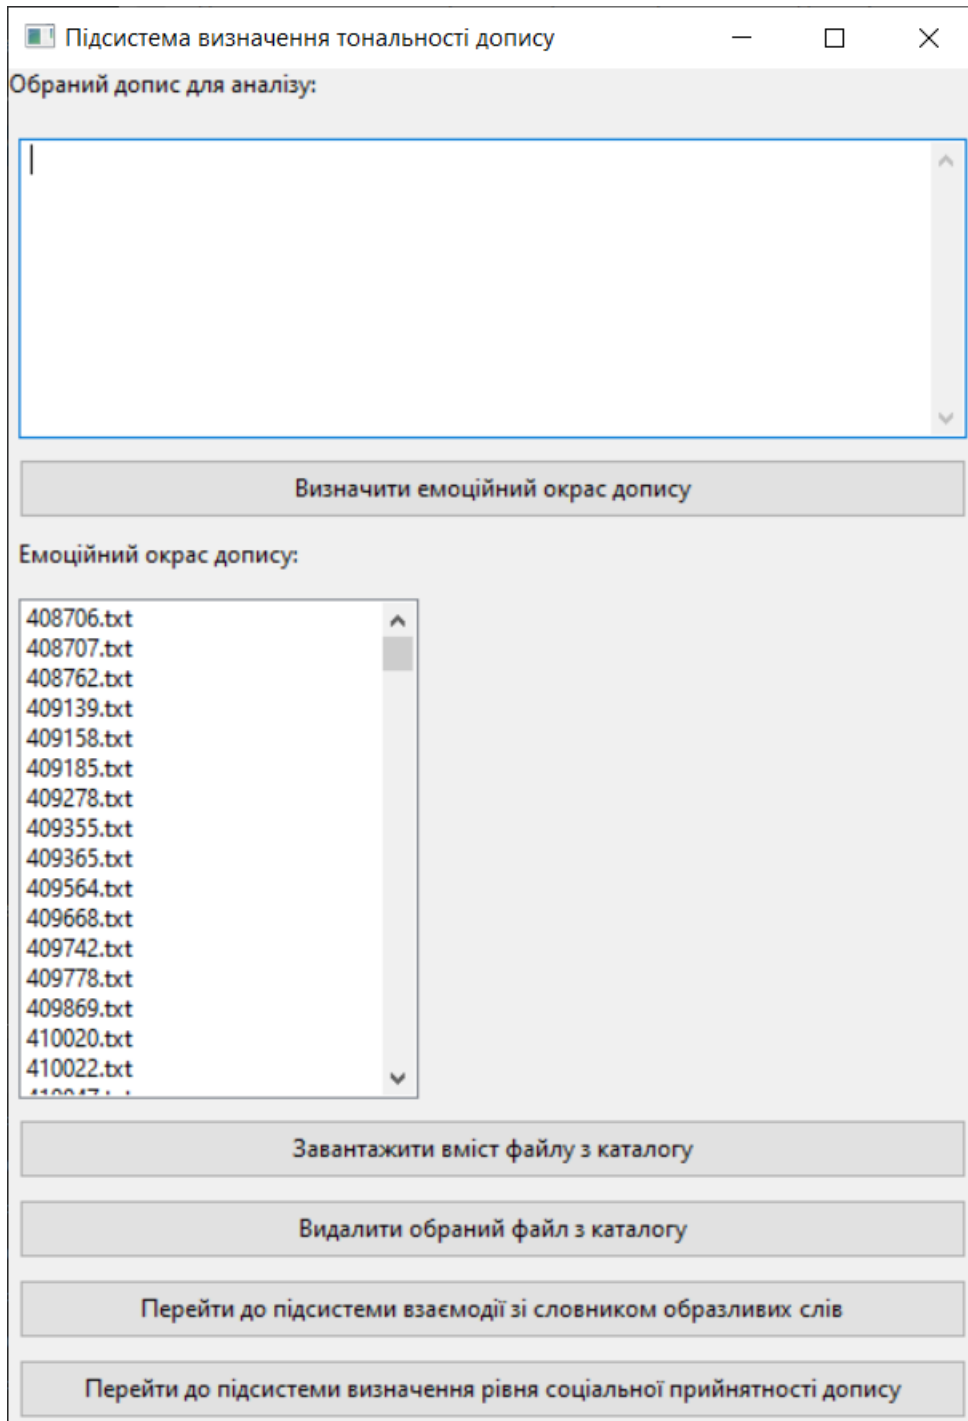 Підсистема визначення тональності допису
Обраний допис для аналізу:
Визначити емоційний окрас допису
Емоційний окрас допису:
408706.txt
408707.txt
408762.txt
409139.txt
409158.txt
409185.txt
409278.txt
409355.txt
409365.txt
409564.txt
409668.txt
409742.txt
409778.txt
409869.txt
410020.txt
410022.txt
Завантажити вміст файлу з каталогу
Видалити обраний файл з каталогу
Перейти до підсистеми взаємодії зі словником образливих слів
Перейти до підсистеми визначення рівня соціальної прийнятності допису